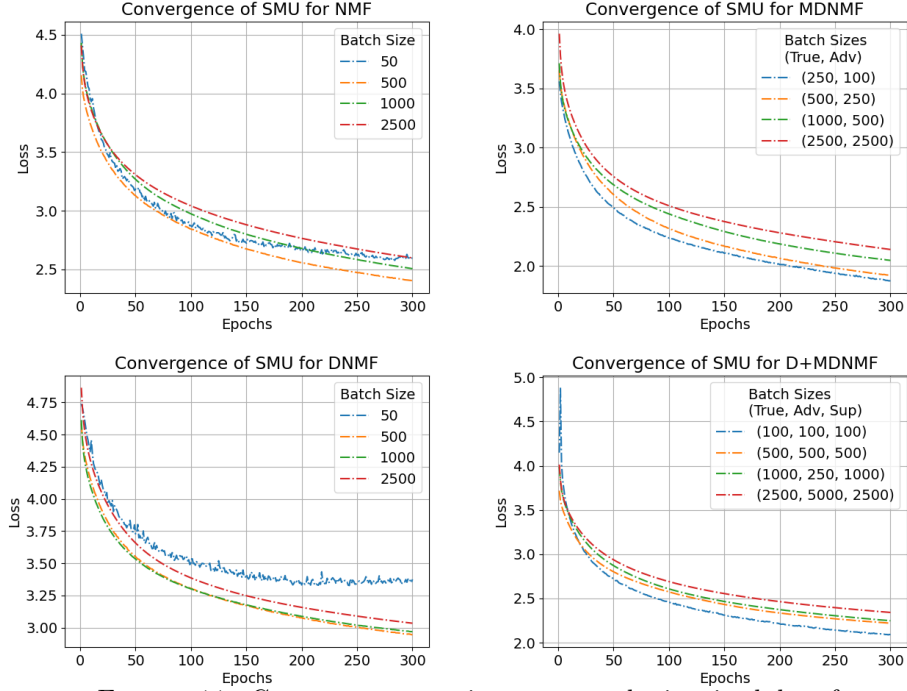 Convergence of SMU for NMF
4.5
4.0
3.5
3.0
2.5
Loss
0 50 100 150 200 250 300
Epochs
Batch Size
50
500
1000
2500
Convergence of SMU for MDNMF
4.0
3.5
3.0
2.5
2.0
Loss
0 50 100 150 200 250 300
Epochs
Batch Sizes
(True, Adv)
(250, 100)
(500, 250)
(1000, 500)
(2500, 2500)
Convergence of SMU for DNMF
4.75
4.50
4.25
4.00
3.75
3.50
3.25
3.00
Loss
0 50 100 150 200 250 300
Epochs
Batch Size
50
500
1000
2500
Convergence of SMU for D+MDNMF
5.0
4.5
4.0
3.5
3.0
2.5
2.0
Loss
0 50 100 150 200 250 300
Epochs
Batch Sizes
(True, Adv, Sup)
(100, 100, 100)
(500, 500, 500)
(1000, 250, 1000)
(2500, 5000, 2500)